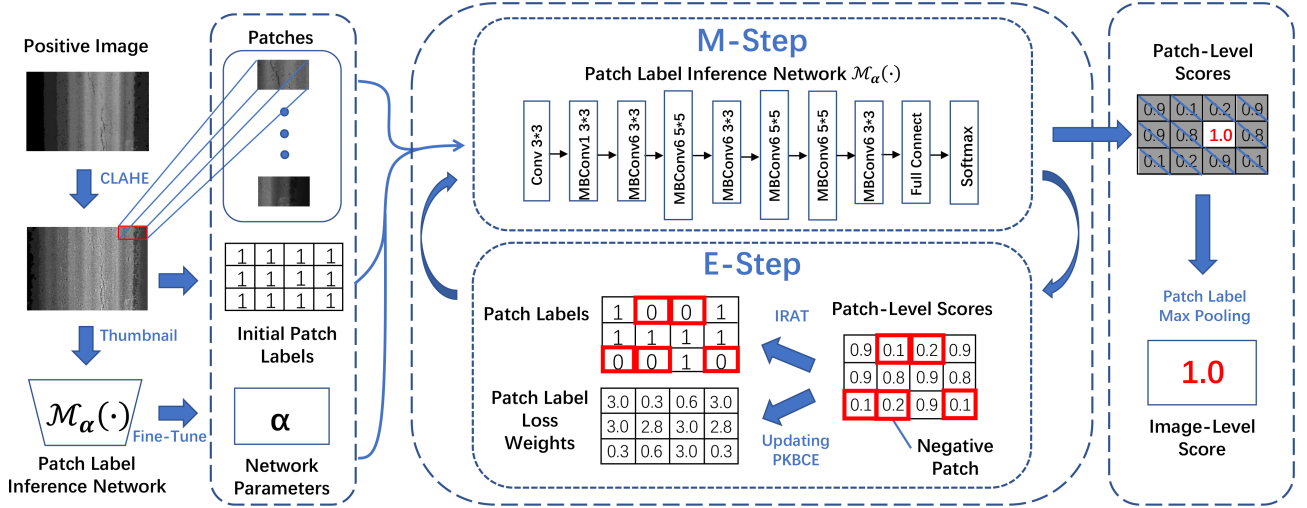 Positive Image
CLAHE
Thumbnail
ℳα(·)
Fine-Tune
Patch Label
Inference Network
Patches
1 1 1 1
1 1 1 1
1 1 1 1
Initial Patch
Labels
α
Network
Parameters
M-Step
Patch Label Inference Network ℳα(·)
Conv 3*3
MBConv1 3*3
MBConv6 3*3
MBConv6 5*5
MBConv6 3*3
MBConv6 5*5
MBConv6 5*5
MBConv6 3*3
Full Connect
Softmax
E-Step
Patch Labels
1 0 0 1
1 1 1 1
0 0 1 0
Patch Label
Loss
Weights
3.0 0.3 0.6 3.0
3.0 2.8 3.0 2.8
0.3 0.6 3.0 0.3
IRAT
Updating
PKBCE
Patch-Level Scores
0.9 0.1 0.2 0.9
0.9 0.8 0.9 0.8
0.1 0.2 0.9 0.1
Negative
Patch
Patch-Level
Scores
0.9 0.1 0.2 0.9
0.9 0.8 1.0 0.8
0.1 0.2 0.9 0.1
Patch Label
Max Pooling
1.0
Image-Level
Score